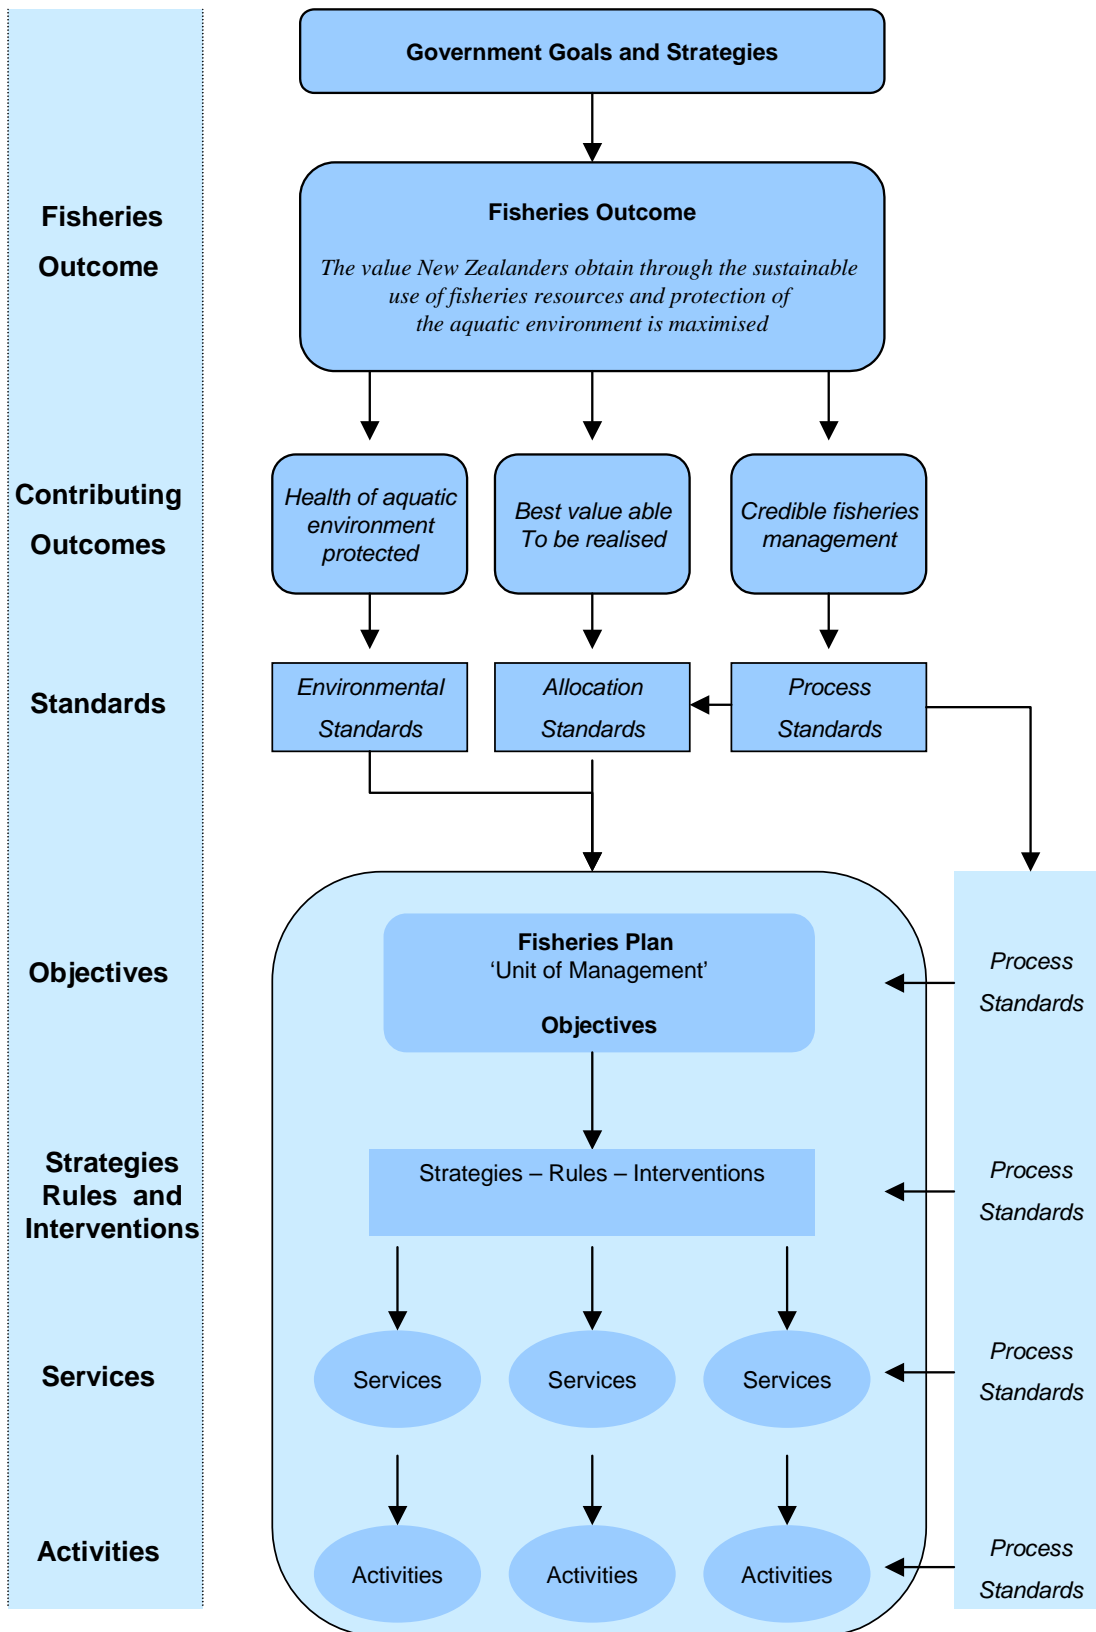 Government Goals and Strategies
Fisheries
Outcome
Fisheries Outcome
The value New Zealanders obtain through the sustainable
use of fisheries resources and protection of
the aquatic environment is maximised
Contributing
Outcomes
Health of aquatic
environment
protected
Best value able
To be realised
Credible fisheries
management
Standards
Environmental
Standards
Allocation
Standards
Process
Standards
Objectives
Fisheries Plan
‘Unit of Management’
Objectives
Process
Standards
Strategies
Rules and
Interventions
Strategies – Rules – Interventions
Process
Standards
Services
Services
Services
Services
Process
Standards
Activities
Activities
Activities
Activities
Process
Standards